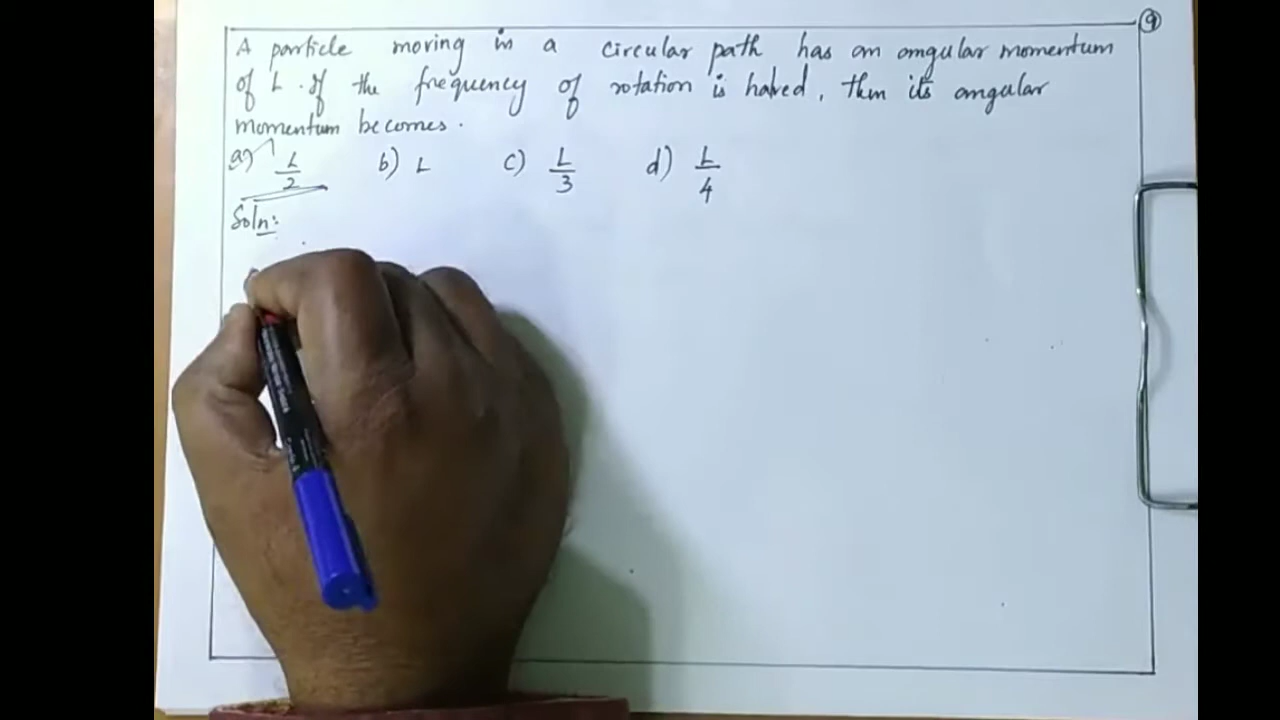 9
A particle moving in a circular path has an angular momentum
of L. If the frequency of rotation is halved, then its angular
momentum becomes.
a) L/2 b) L c) L/3 d) L/4
Soln: